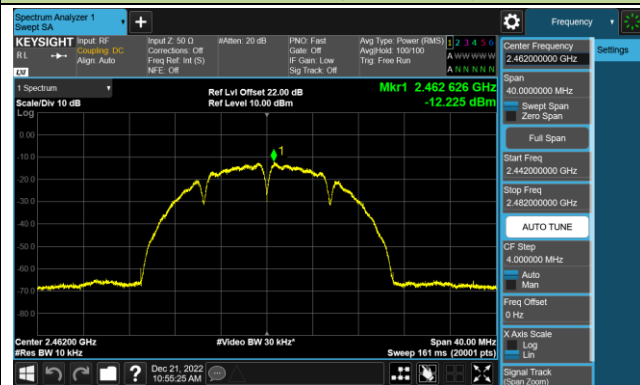 Spectrum Analyzer 1
Swept SA
Frequency
KEYSIGHT
Input: RF
Input Z: 50 Ω
#Atten: 20 dB
PNO: Fast
Avg Type: Power (RMS)
1 2 3 4 5 6
RL
Coupling: DC
Corrections: Off
Gate: Off
Avg|Hold: 100/100
A W W W W W
Align: Auto
Freq Ref: Int (S)
IF Gain: Low
Trig: Free Run
NFE: Off
Sig Track: Off
A N N N N N
LXI
1 Spectrum
Ref Lvl Offset 22.00 dB
Mkr1 2.462 626 GHz
Scale/Div 10 dB
Ref Level 10.00 dBm
-12.225 dBm
Log
1
0.00
-10.0
-20.0
-30.0
-40.0
-50.0
-60.0
-70.0
-80.0
Center 2.46200 GHz
#Video BW 30 kHz*
Span 40.00 MHz
#Res BW 10 kHz
Sweep 161 ms (20001 pts)
Dec 21, 2022
10:55:25 AM
Center Frequency
2.462000000 GHz
Settings
Span
40.0000000 MHz
Swept Span
Zero Span
Full Span
Start Freq
2.442000000 GHz
Stop Freq
2.482000000 GHz
AUTO TUNE
CF Step
4.000000 MHz
Auto
Man
Freq Offset
0 Hz
X Axis Scale
Log
Lin
Signal Track
(Span Zoom)